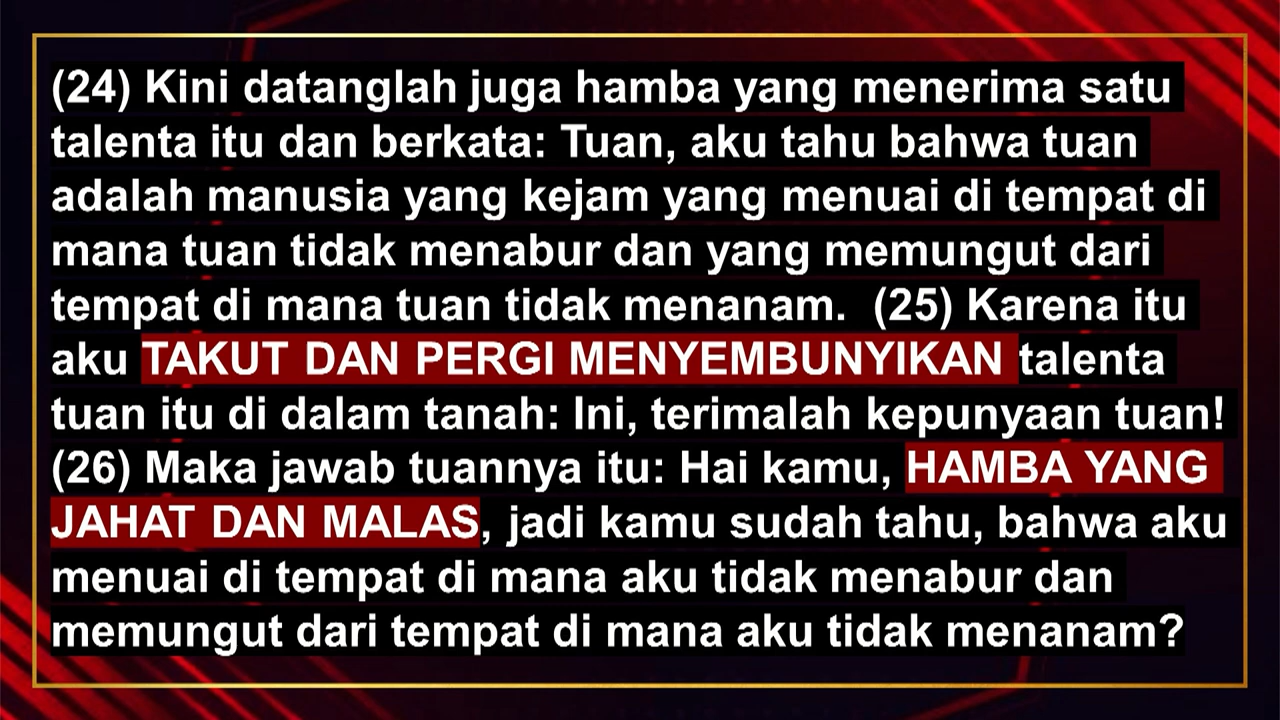 (24) Kini datanglah juga hamba yang menerima satu
talenta itu dan berkata: Tuan, aku tahu bahwa tuan
adalah manusia yang kejam yang menuai di tempat di
mana tuan tidak menabur dan yang memungut dari
tempat di mana tuan tidak menanam.  (25) Karena itu
aku TAKUT DAN PERGI MENYEMBUNYIKAN talenta
tuan itu di dalam tanah: Ini, terimalah kepunyaan tuan!
(26) Maka jawab tuannya itu: Hai kamu, HAMBA YANG
JAHAT DAN MALAS, jadi kamu sudah tahu, bahwa aku
menuai di tempat di mana aku tidak menabur dan
memungut dari tempat di mana aku tidak menanam?